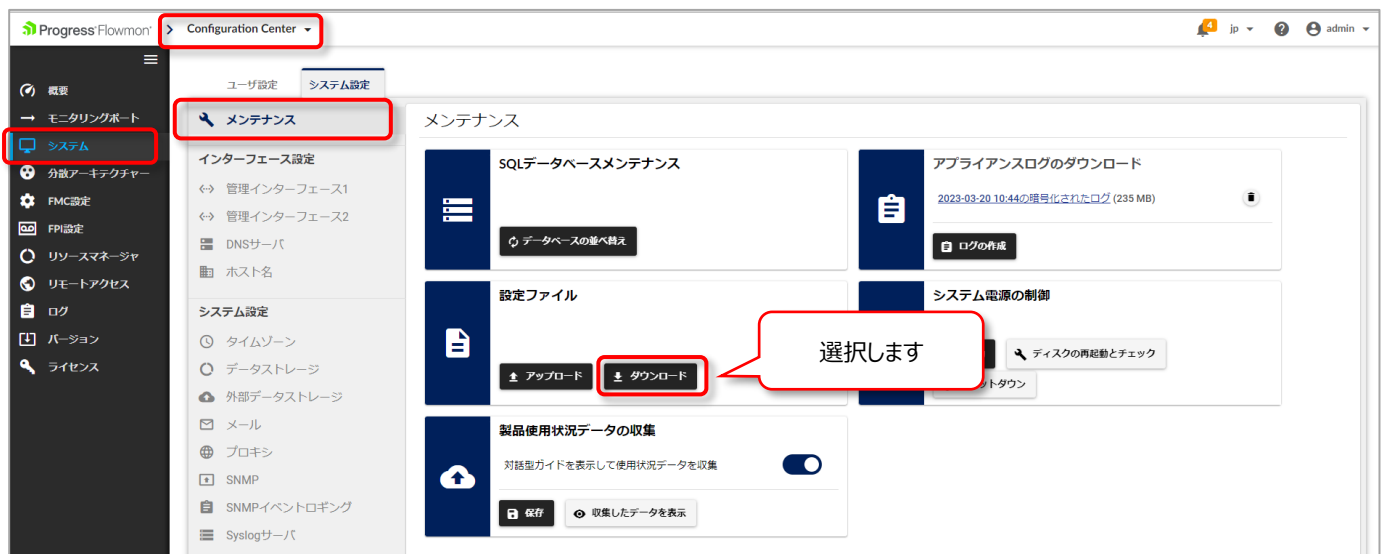 Progress® Flowmon®
Configuration Center
4
jp
admin
概要
モニタリングポート
システム
分散アーキテクチャー
FMC設定
FPI設定
リソースマネージャ
リモートアクセス
ログ
バージョン
ライセンス
ユーザ設定
システム設定
メンテナンス
インターフェース設定
管理インターフェース1
管理インターフェース2
DNSサーバ
ホスト名
システム設定
タイムゾーン
データストレージ
外部データストレージ
メール
プロキシ
SNMP
SNMPイベントロギング
Syslogサーバ
メンテナンス
SQLデータベースメンテナンス
データベースの並べ替え
アプライアンスログのダウンロード
2023-03-20 10:44の暗号化されたログ (235 MB)
ログの作成
設定ファイル
アップロード
ダウンロード
選択します
システム電源の制御
ディスクの再起動とチェック
トダウン
製品使用状況データの収集
対話型ガイドを表示して使用状況データを収集
保存
収集したデータを表示